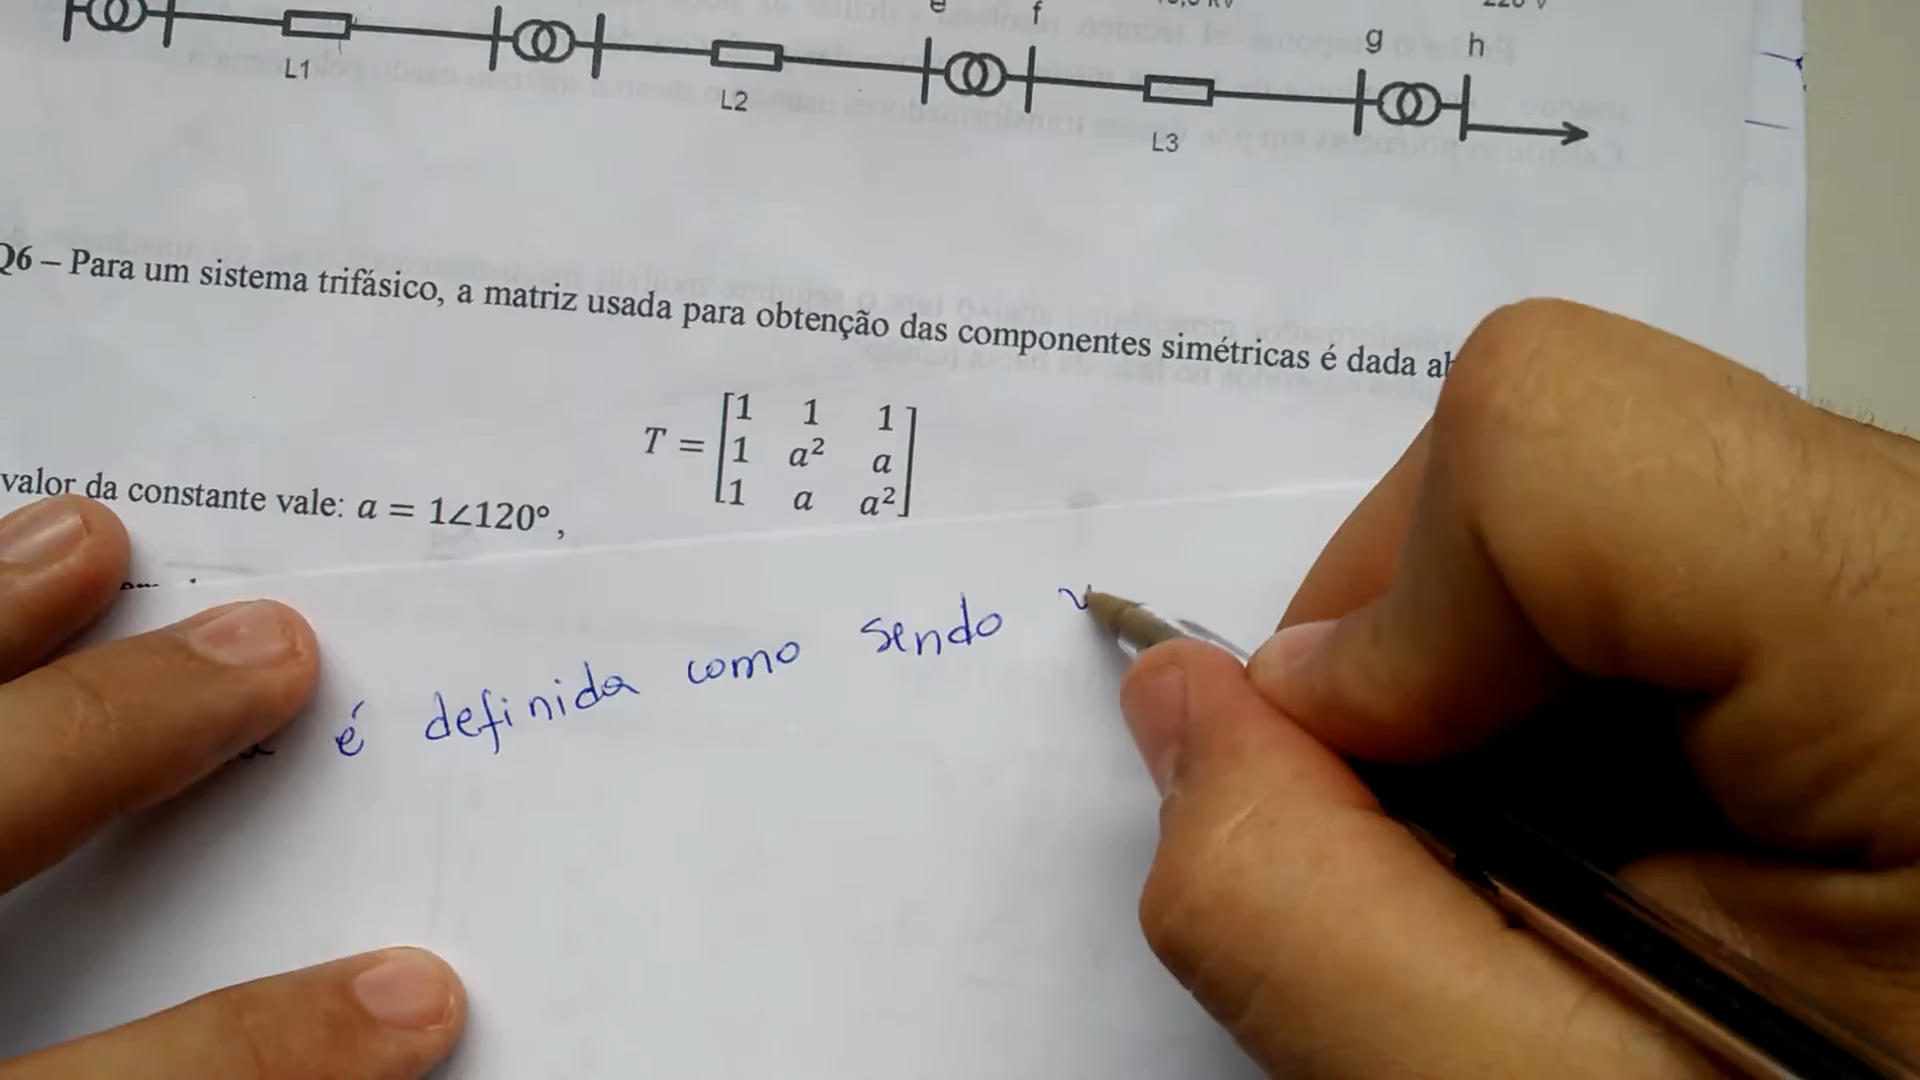 e f
g h
L1
L2
L3
Q6 – Para um sistema trifásico, a matriz usada para obtenção das componentes simétricas é dada
T = [1 1 1
1 a² a
1 a a²]
valor da constante vale: a = 1∠120°,
é definida como sendo